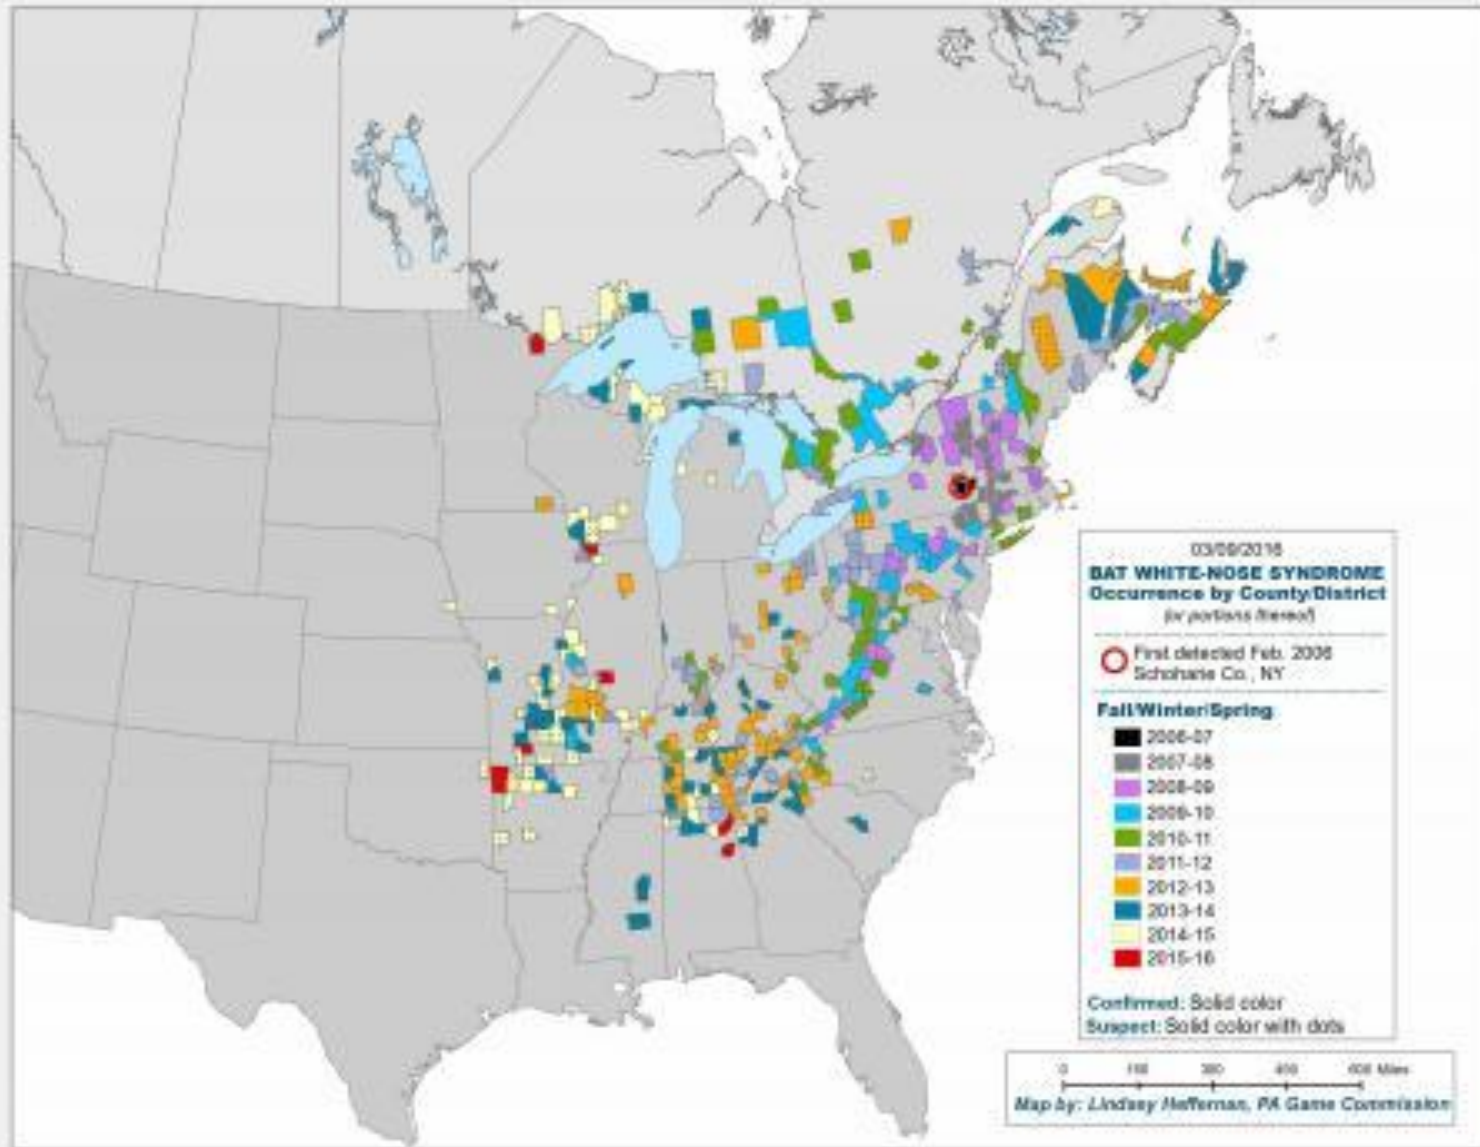 03/09/2016
BAT WHITE-NOSE SYNDROME
Occurrence by County/District
(or portions thereof)
First detected Feb. 2006
Schoharie Co., NY
Fall/Winter/Spring
2006-07
2007-08
2008-09
2009-10
2010-11
2011-12
2012-13
2013-14
2014-15
2015-16
Confirmed: Solid color
Suspect: Solid color with dots
0 150 300 450 600 Miles
Map by: Lindsey Heffernan, PA Game Commission